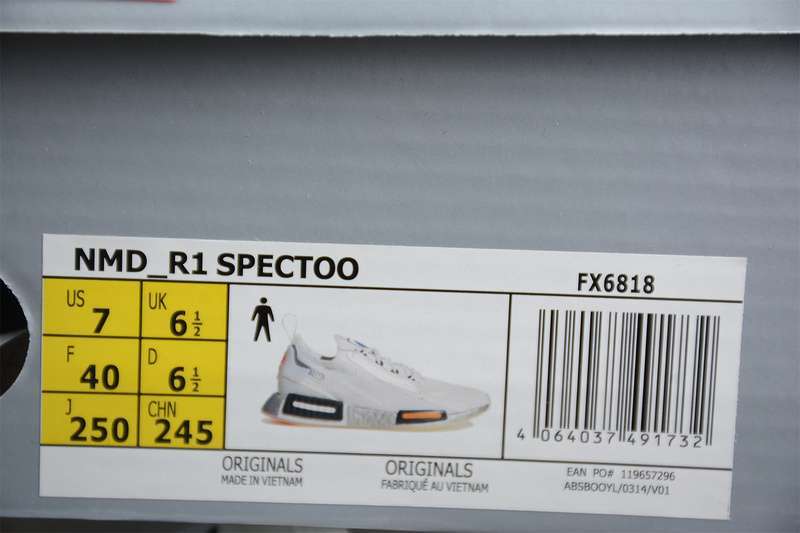 NMD_R1 SPECTOO
FX6818
US 7
UK 6 1/2
F 40
D 6 1/2
J 250
CHN 245
4 064037 491732
ORIGINALS
MADE IN VIETNAM
ORIGINALS
FABRIQUÉ AU VIETNAM
EAN PO# 119657296
ABSBOOYL/0314/V01